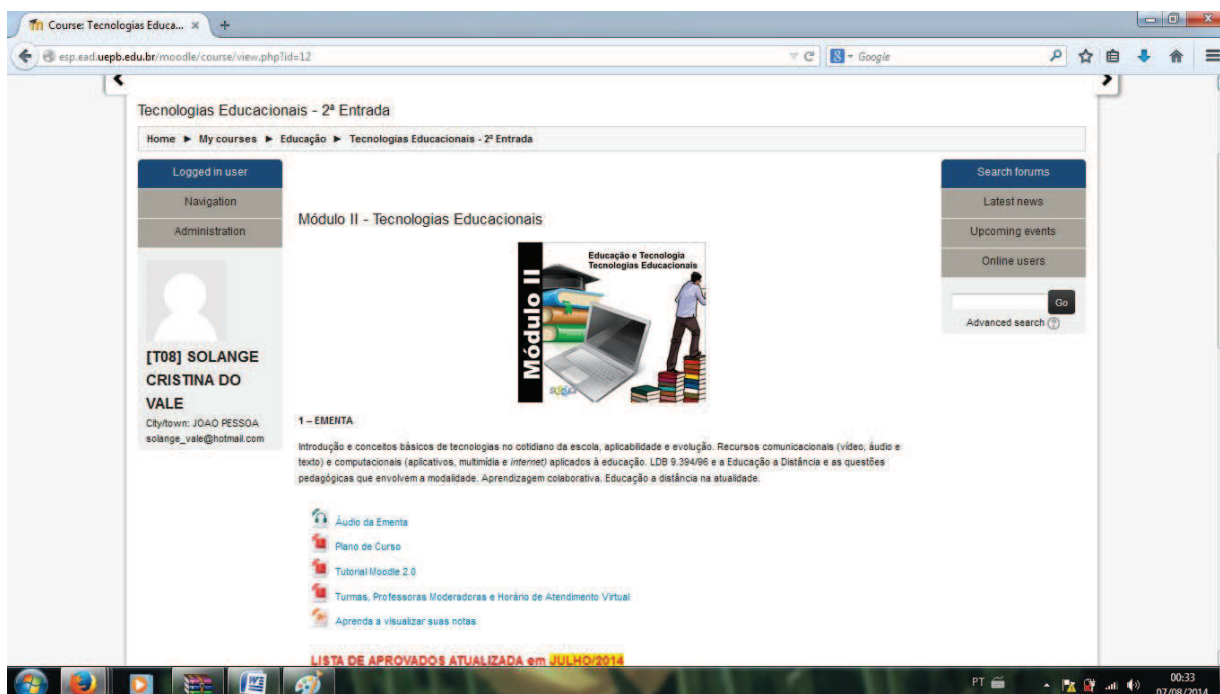 Course: Tecnologias Educa...
esp.ead.uepb.edu.br/moodle/course/view.php?id=12
Google
Tecnologias Educacionais - 2ª Entrada
Home ► My courses ► Educação ► Tecnologias Educacionais - 2ª Entrada
Logged in user
Navigation
Administration
[T08] SOLANGE
CRISTINA DO
VALE
City/town: JOAO PESSOA
solange_vale@hotmail.com
Módulo II - Tecnologias Educacionais
Educação e Tecnologia
Tecnologias Educacionais
Módulo II
1 – EMENTA
Introdução e conceitos básicos de tecnologias no cotidiano da escola, aplicabilidade e evolução. Recursos comunicacionais (vídeo, áudio e
texto) e computacionais (aplicativos, multimídia e internet) aplicados à educação. LDB 9.394/96 e a Educação a Distância e as questões
pedagógicas que envolvem a modalidade. Aprendizagem colaborativa. Educação a distância na atualidade.
Áudio da Ementa
Plano de Curso
Tutorial Moodle 2.0
Turmas, Professoras Moderadoras e Horário de Atendimento Virtual
Aprenda a visualizar suas notas
LISTA DE APROVADOS ATUALIZADA em JULHO/2014
Search forums
Latest news
Upcoming events
Online users
Go
Advanced search
PT
00:33
07/08/2014